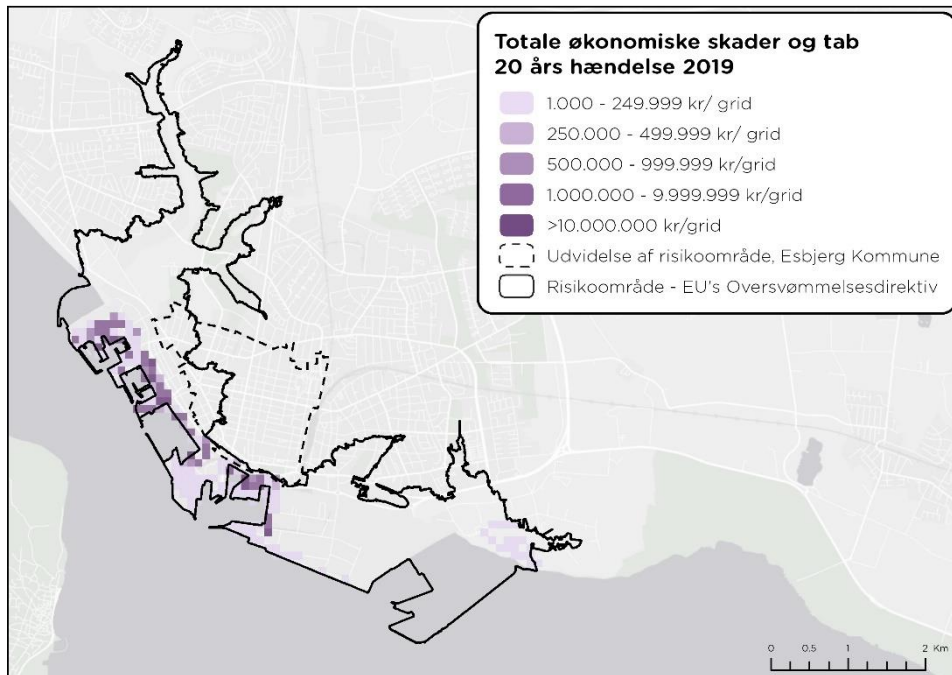 Totale økonomiske skader og tab
20 års hændelse 2019
1.000 - 249.999 kr/ grid
250.000 - 499.999 kr/ grid
500.000 - 999.999 kr/grid
1.000.000 - 9.999.999 kr/grid
>10.000.000 kr/grid
Udvidelse af risikoområde, Esbjerg Kommune
Risikoområde - EU's Oversvømmelsesdirektiv
0 0.5 1 2 Km